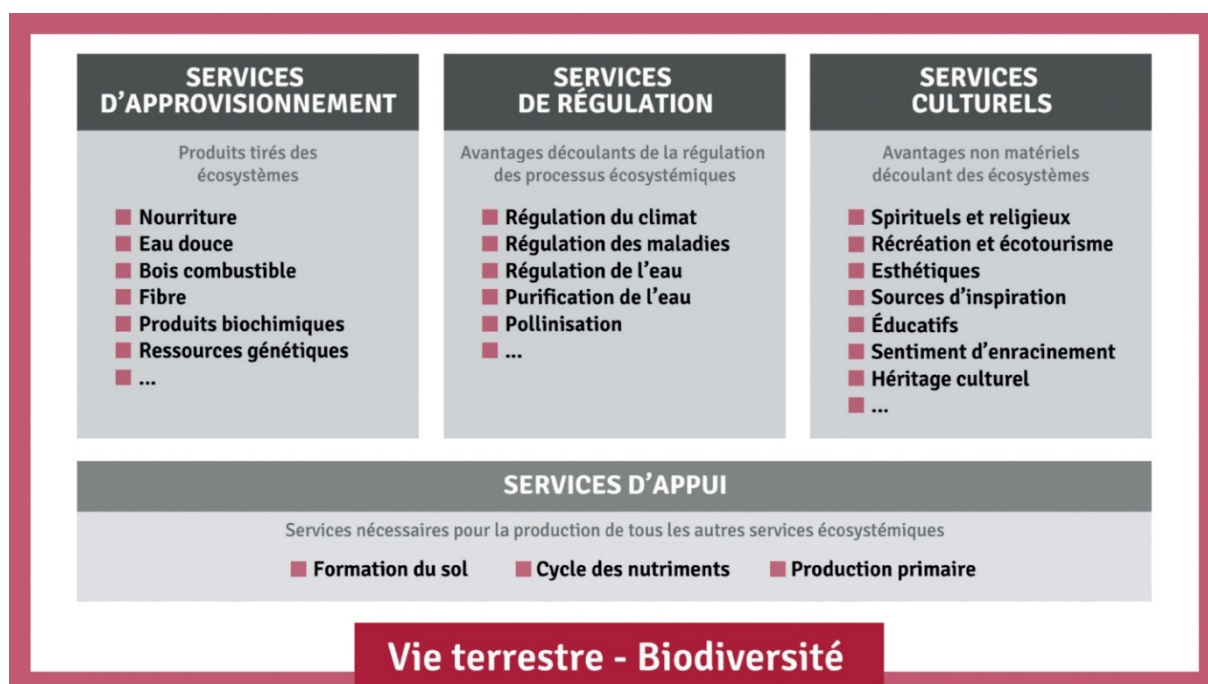 SERVICES
D'APPROVISIONNEMENT
Produits tirés des
écosystèmes
Nourriture
Eau douce
Bois combustible
Fibre
Produits biochimiques
Ressources génétiques
...
SERVICES
DE RÉGULATION
Avantages découlants de la régulation
des processus écosystémiques
Régulation du climat
Régulation des maladies
Régulation de l'eau
Purification de l'eau
Pollinisation
...
SERVICES
CULTURELS
Avantages non matériels
découlant des écosystèmes
Spirituels et religieux
Récréation et écotourisme
Esthétiques
Sources d'inspiration
Éducatifs
Sentiment d'enracinement
Héritage culturel
...
SERVICES D'APPUI
Services nécessaires pour la production de tous les autres services écosystémiques
Formation du sol Cycle des nutriments Production primaire
Vie terrestre - Biodiversité